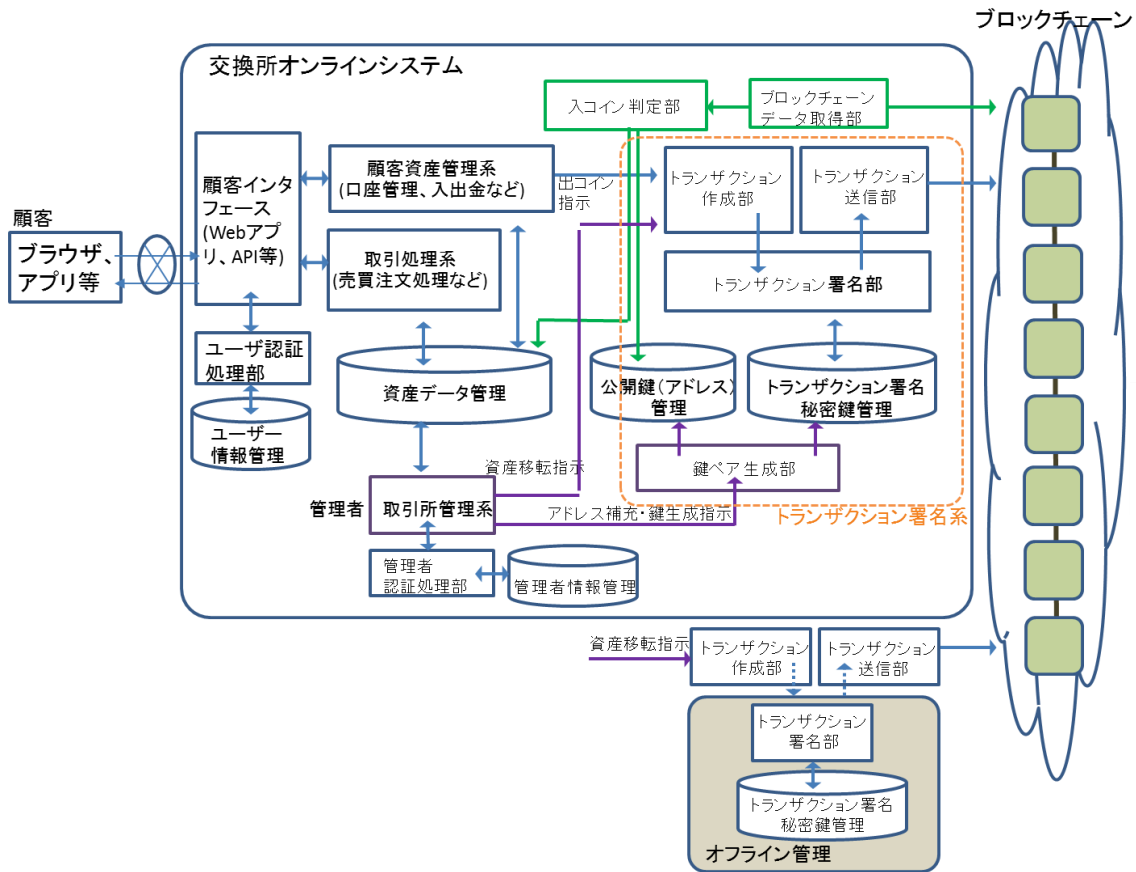 ブロックチェーン
交換所オンラインシステム
入コイン判定部
ブロックチェーン
データ取得部
顧客インタ
フェース
(Webアプ
リ、API等)
顧客資産管理系
(口座管理、入出金など)
出コイン
指示
トランザクション
作成部
トランザクション
送信部
顧客
ブラウザ、
アプリ等
取引処理系
(売買注文処理など)
トランザクション署名部
ユーザ認証
処理部
資産データ管理
公開鍵(アドレス)
管理
トランザクション署名
秘密鍵管理
ユーザー
情報管理
資産移転指示
鍵ペア生成部
管理者
取引所管理系
アドレス補充・鍵生成指示
トランザクション署名系
管理者
認証処理部
管理者情報管理
資産移転指示
トランザクション
作成部
トランザクション
送信部
トランザクション
署名部
トランザクション署名
秘密鍵管理
オフライン管理